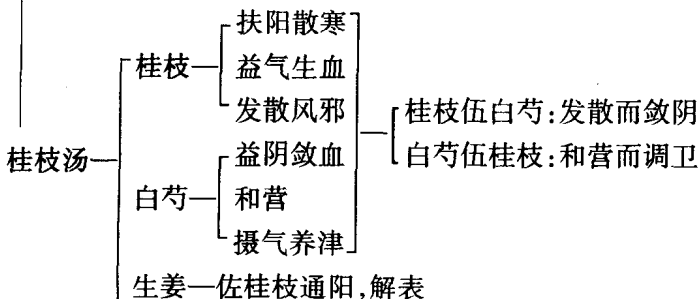 扶阳散寒
桂枝—益气生血
发散风邪
桂枝伍白芍:发散而敛阴
桂枝汤—
白芍伍桂枝:和营而调卫
益阴敛血
白芍—和营
摄气养津
生姜—佐桂枝通阳,解表